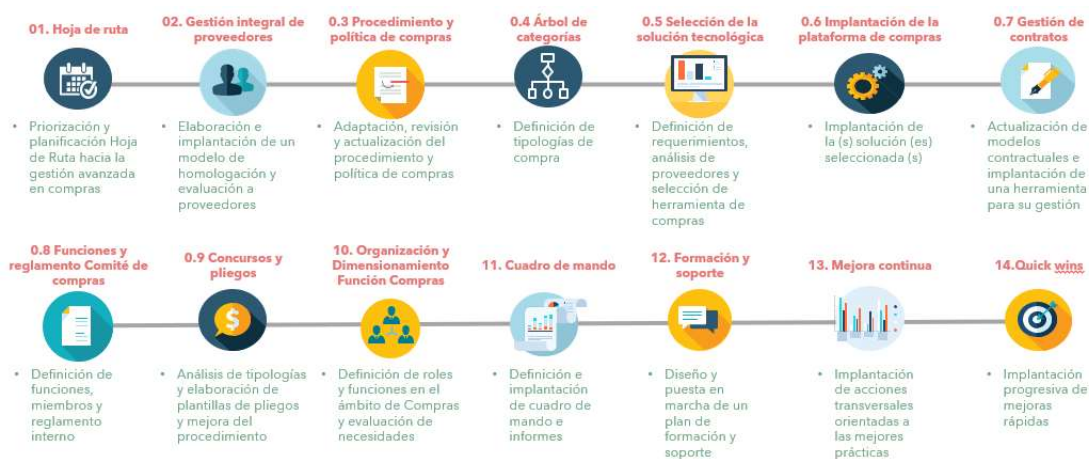 01. Hoja de ruta
• Priorización y
planificación Hoja
de Ruta hacia la
gestión avanzada
en compras
02. Gestión integral de
proveedores
• Elaboración e
implantación de un
modelo de
homologación y
evaluación a
proveedores
0.3 Procedimiento y
política de compras
• Adaptación, revisión
y actualización del
procedimiento y
política de compras
0.4 Árbol de
categorías
• Definición de
tipologías de
compra
0.5 Selección de la
solución tecnológica
• Definición de
requerimientos,
análisis de
proveedores y
selección de
herramienta de
compras
0.6 Implantación de la
plataforma de compras
• Implantación de
la (s) solución (es)
seleccionada (s)
0.7 Gestión de
contratos
• Actualización de
modelos
contractuales e
implantación de
una herramienta
para su gestión
0.8 Funciones y
reglamento Comité de
compras
• Definición de
funciones,
miembros y
reglamento
interno
0.9 Concursos y
pliegos
• Análisis de tipologías
y elaboración de
plantillas de pliegos
y mejora del
procedimiento
10. Organización y
Dimensionamiento
Función Compras
• Definición de roles
y funciones en el
ámbito de Compras
y evaluación de
necesidades
11. Cuadro de mando
• Definición e
implantación
de cuadro de
mando e
informes
12. Formación y
soporte
• Diseño y
puesta en
marcha de un
plan de
formación y
soporte
13. Mejora continua
• Implantación
de acciones
transversales
orientadas a
las mejores
prácticas
14.Quick wins
• Implantación
progresiva de
mejoras
rápidas